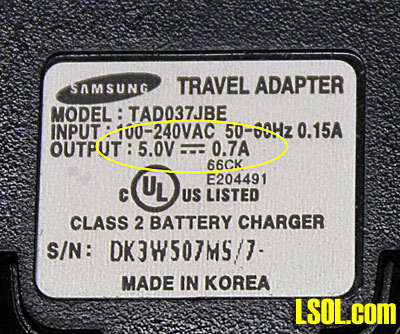 SAMSUNG TRAVEL ADAPTER
MODEL : TAD037JBE
INPUT : 100-240VAC 50-60Hz 0.15A
OUTPUT : 5.0V ⎓ 0.7A
66CK
E204491
C UL US LISTED
CLASS 2 BATTERY CHARGER
S/N: DK3W507MS/7-
MADE IN KOREA
LSOL.com